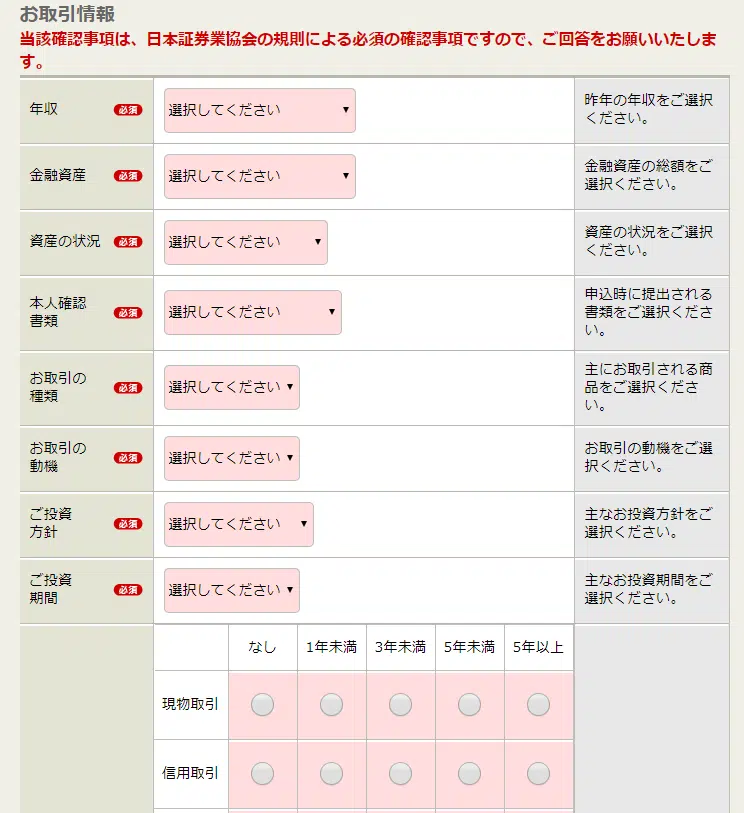 お取引情報
当該確認事項は、日本証券業協会の規則による必須の確認事項ですので、ご回答をお願いいたしま
す。
年収 必須 選択してください 昨年の年収をご選択
ください。
金融資産 必須 選択してください 金融資産の総額をご
選択ください。
資産の状況 必須 選択してください 資産の状況をご選択
ください。
本人確認
書類 必須 選択してください 申込時に提出される
書類をご選択くださ
い。
お取引の
種類 必須 選択してください 主にお取引される商
品をご選択くださ
い。
お取引の
動機 必須 選択してください お取引の動機をご選
択ください。
ご投資
方針 必須 選択してください 主なお投資方針をご
選択ください。
ご投資
期間 必須 選択してください 主なお投資期間をご
選択ください。
なし 1年未満 3年未満 5年未満 5年以上
現物取引
信用取引